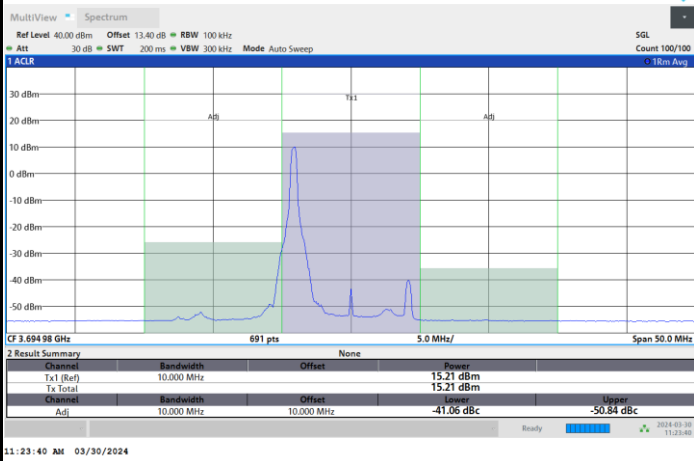 MultiView Spectrum
Ref Level 40.00 dBm Offset 13.40 dB RBW 100 kHz SGL
Att 30 dB SWT 200 ms VBW 300 kHz Mode Auto Sweep Count 100/100
1 ACLR 1Rm Avg
30 dBm
Tx1
20 dBm
Adj Adj
10 dBm
0 dBm
-10 dBm
-20 dBm
-30 dBm
-40 dBm
-50 dBm
CF 3.694 98 GHz 691 pts 5.0 MHz/ Span 50.0 MHz
2 Result Summary None
Channel Bandwidth Offset Power
Tx1 (Ref) 10.000 MHz 15.21 dBm
Tx Total 15.21 dBm
Channel Bandwidth Offset Lower Upper
Adj 10.000 MHz 10.000 MHz -41.06 dBc -50.84 dBc
Ready 2024-03-30
11:23:40
11:23:40 AM 03/30/2024